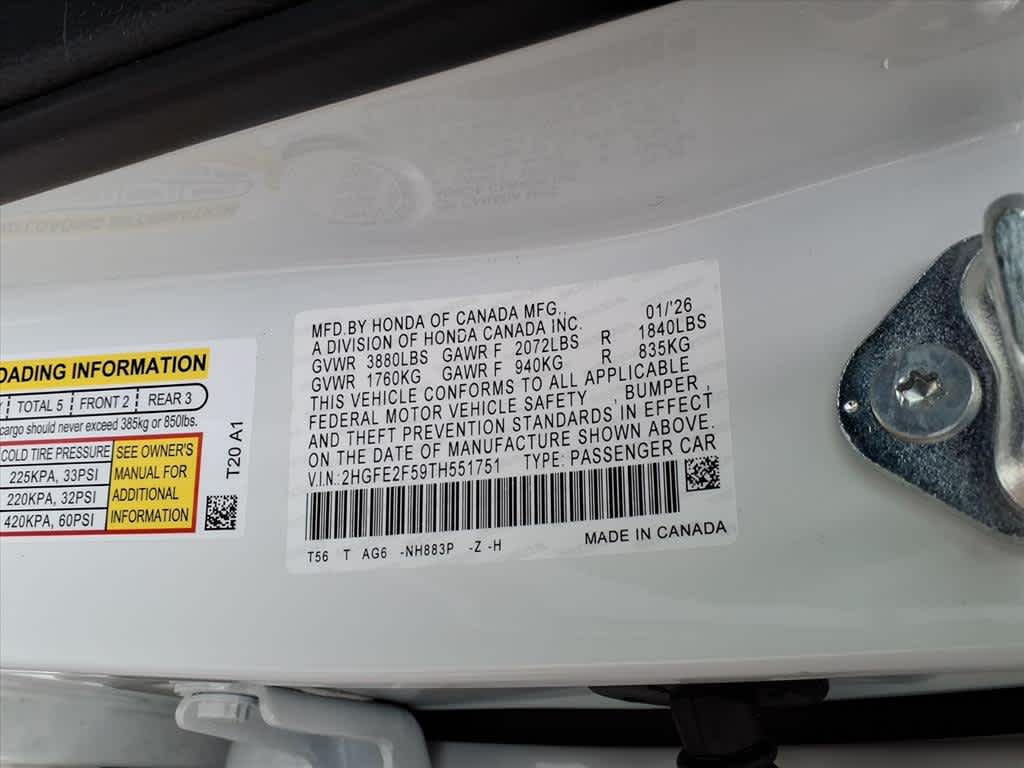 OADING INFORMATION
TOTAL 5 FRONT 2 REAR 3
cargo should never exceed 385kg or 850lbs.
COLD TIRE PRESSURE
225KPA, 33PSI
220KPA, 32PSI
420KPA, 60PSI
SEE OWNER'S
MANUAL FOR
ADDITIONAL
INFORMATION
T20 A1
MFD.BY HONDA OF CANADA MFG., 01/'26
A DIVISION OF HONDA CANADA INC.
GVWR 3880LBS GAWR F 2072LBS R 1840LBS
GVWR 1760KG GAWR F 940KG R 835KG
THIS VEHICLE CONFORMS TO ALL APPLICABLE
FEDERAL MOTOR VEHICLE SAFETY , BUMPER ,
AND THEFT PREVENTION STANDARDS IN EFFECT
ON THE DATE OF MANUFACTURE SHOWN ABOVE.
V.I.N.:2HGFE2F59TH551751 TYPE: PASSENGER CAR
T56 T AG6 -NH883P -Z -H MADE IN CANADA